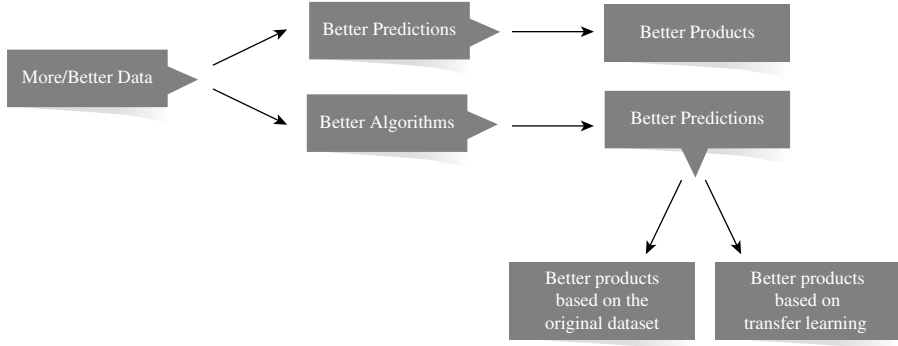 Better Predictions
Better Products
More/Better Data
Better Algorithms
Better Predictions
Better products
based on the
original dataset
Better products
based on
transfer learning